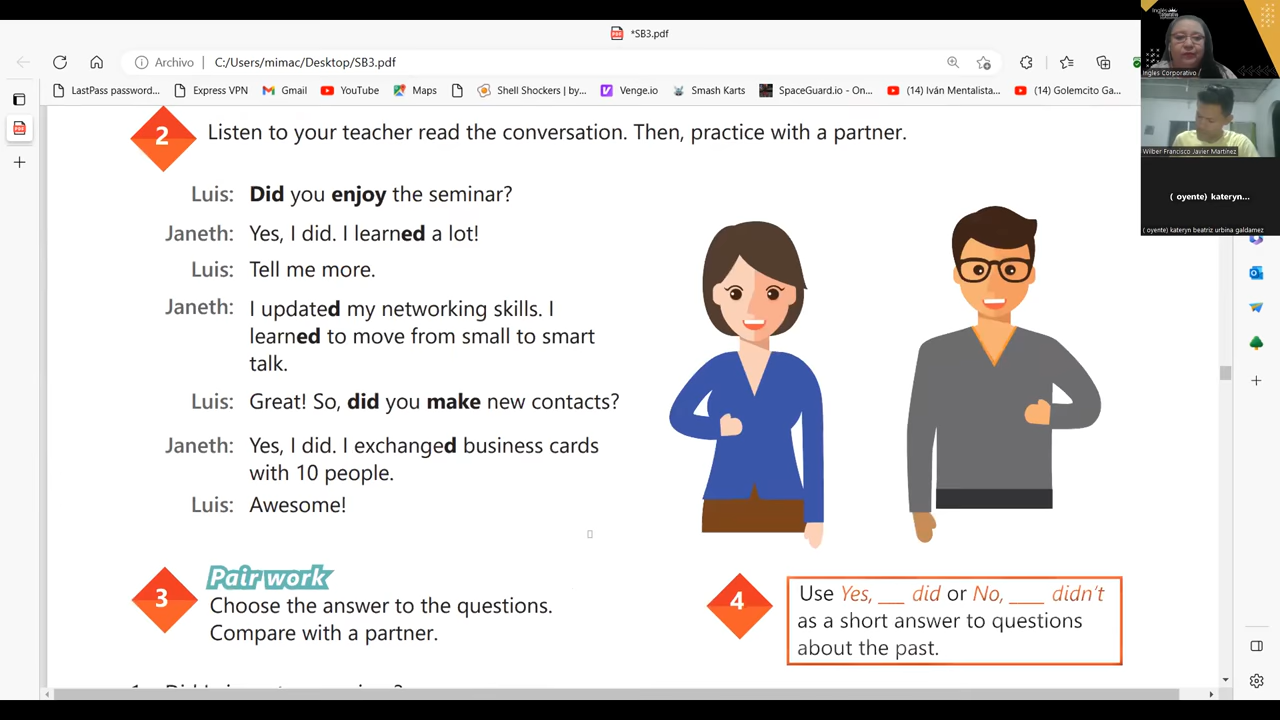 *SB3.pdf
Archivo
C:/Users/mimac/Desktop/SB3.pdf
LastPass password...
Express VPN
Gmail
YouTube
Maps
Shell Shockers | by...
Venge.io
Smash Karts
SpaceGuard.io - On...
(14) Iván Mentalista...
(14) Golemcito Ga...
Inglés Corporativo /
Wilber Francisco Javier Martínez
( oyente) kateryn...
( oyente) kateryn beatriz urbina galdamez
2 Listen to your teacher read the conversation. Then, practice with a partner.
Luis: Did you enjoy the seminar?
Janeth: Yes, I did. I learned a lot!
Luis: Tell me more.
Janeth: I updated my networking skills. I
learned to move from small to smart
talk.
Luis: Great! So, did you make new contacts?
Janeth: Yes, I did. I exchanged business cards
with 10 people.
Luis: Awesome!
3 Pair work
Choose the answer to the questions.
Compare with a partner.
4 Use Yes, ___ did or No, ____ didn't
as a short answer to questions
about the past.